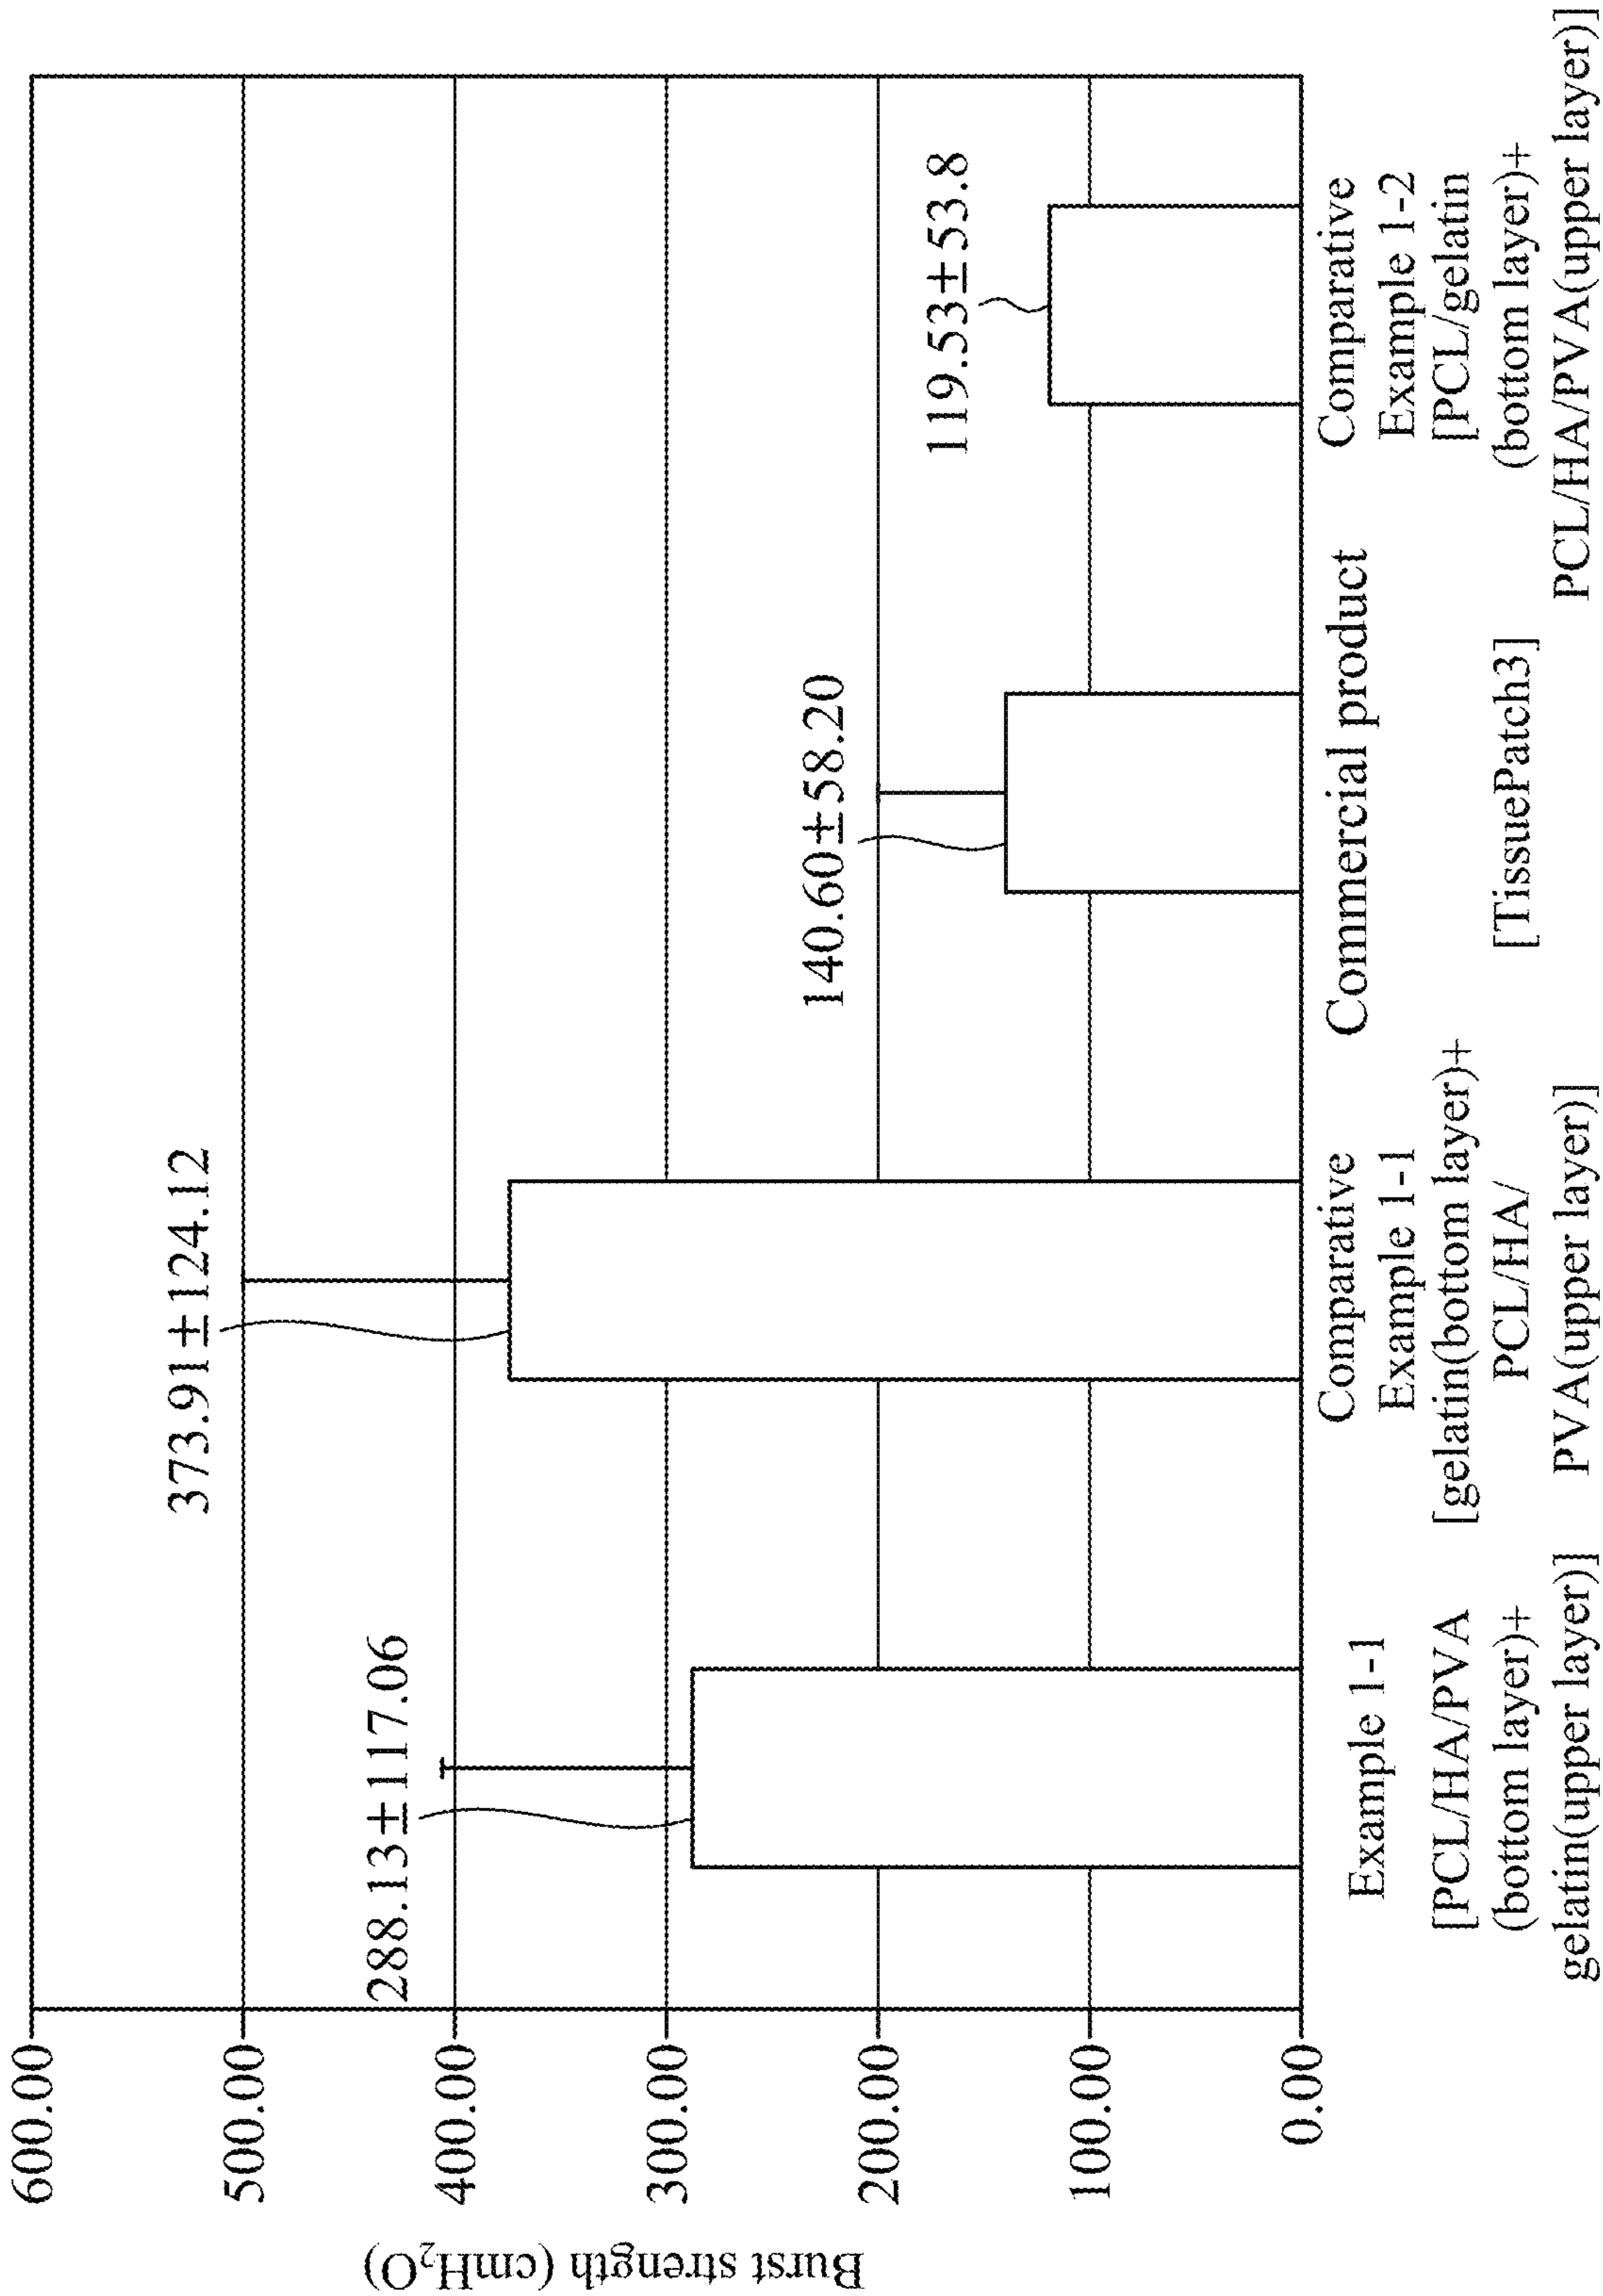 Burst strength (cmH₂O)
600.00
500.00
400.00
300.00
200.00
100.00
0.00
288.13±117.06
373.91±124.12
140.60±58.20
119.53±53.8
Example 1-1
[PCL/HA/PVA
(bottom layer)+
gelatin(upper layer)]
Comparative
Example 1-1
[gelatin(bottom layer)+
PCL/HA/
PVA(upper layer)]
Commercial product
[TissuePatch3]
Comparative
Example 1-2
[PCL/gelatin
(bottom layer)+
PCL/HA/PVA(upper layer)]